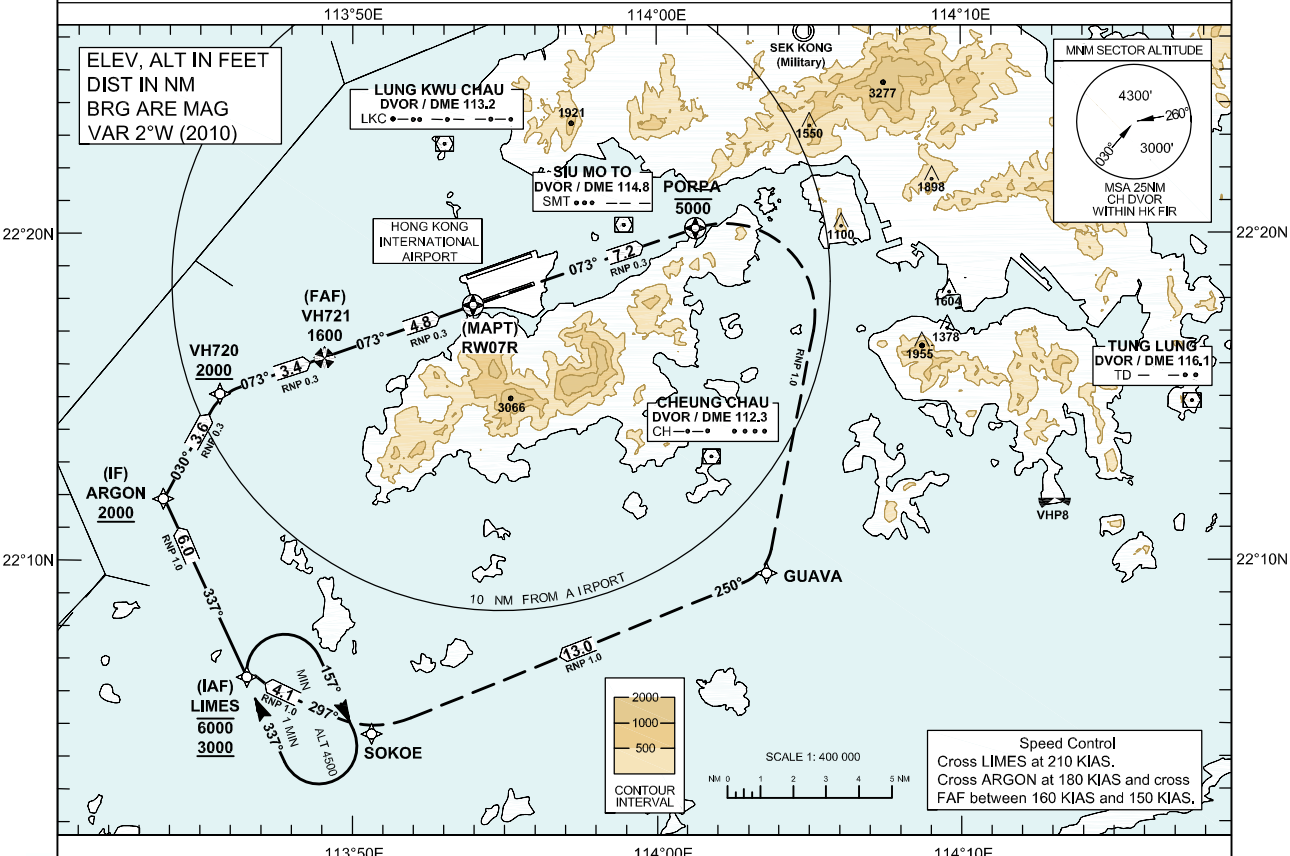 113°50E
114°00'E
114°10'E
ELEV, ALT IN FEET
DIST IN NM
BRG ARE MAG
VAR 2°W (2010)
LUNG KWU CHAU
DVOR / DME 113.2
LKC
1921
SEK KONG
(Military)
3277
1550
MNM SECTOR ALTITUDE
4300'
260°
030°
3000'
MSA 25NM
CH DVOR
WITHIN HK FIR
SIU MO TO
DVOR / DME 114.8
SMT
PORPA
5000
1898
1100
22°20N
22°20'N
HONG KONG
INTERNATIONAL
AIRPORT
073°
7.2
RNP 0.3
(FAF)
VH721
1600
073°
4.8
RNP 0.3
(MAPT)
RW07R
1604
1378
1955
VH720
2000
073°
3.4
RNP 0.3
RNP 1.0
TUNG LUNG
DVOR / DME 116.1
TD
3066
CHEUNG CHAU
DVOR / DME 112.3
CH
030°
3.6
RNP 0.3
(IF)
ARGON
2000
VHP8
6.0
RNP 1.0
337°
22°10N
22°10N
GUAVA
250°
10 NM FROM AIRPORT
13.0
RNP 1.0
(IAF)
LIMES
6000
3000
4.1
RNP 1.0
297°
MIN
157°
337°
1 MIN
ALT 4500
SOKOE
2000
1000
500
CONTOUR
INTERVAL
SCALE 1: 400 000
NM 0 1 2 3 4 5 NM
Speed Control
Cross LIMES at 210 KIAS.
Cross ARGON at 180 KIAS and cross
FAF between 160 KIAS and 150 KIAS.
113°50E
114°00'E
114°10'E